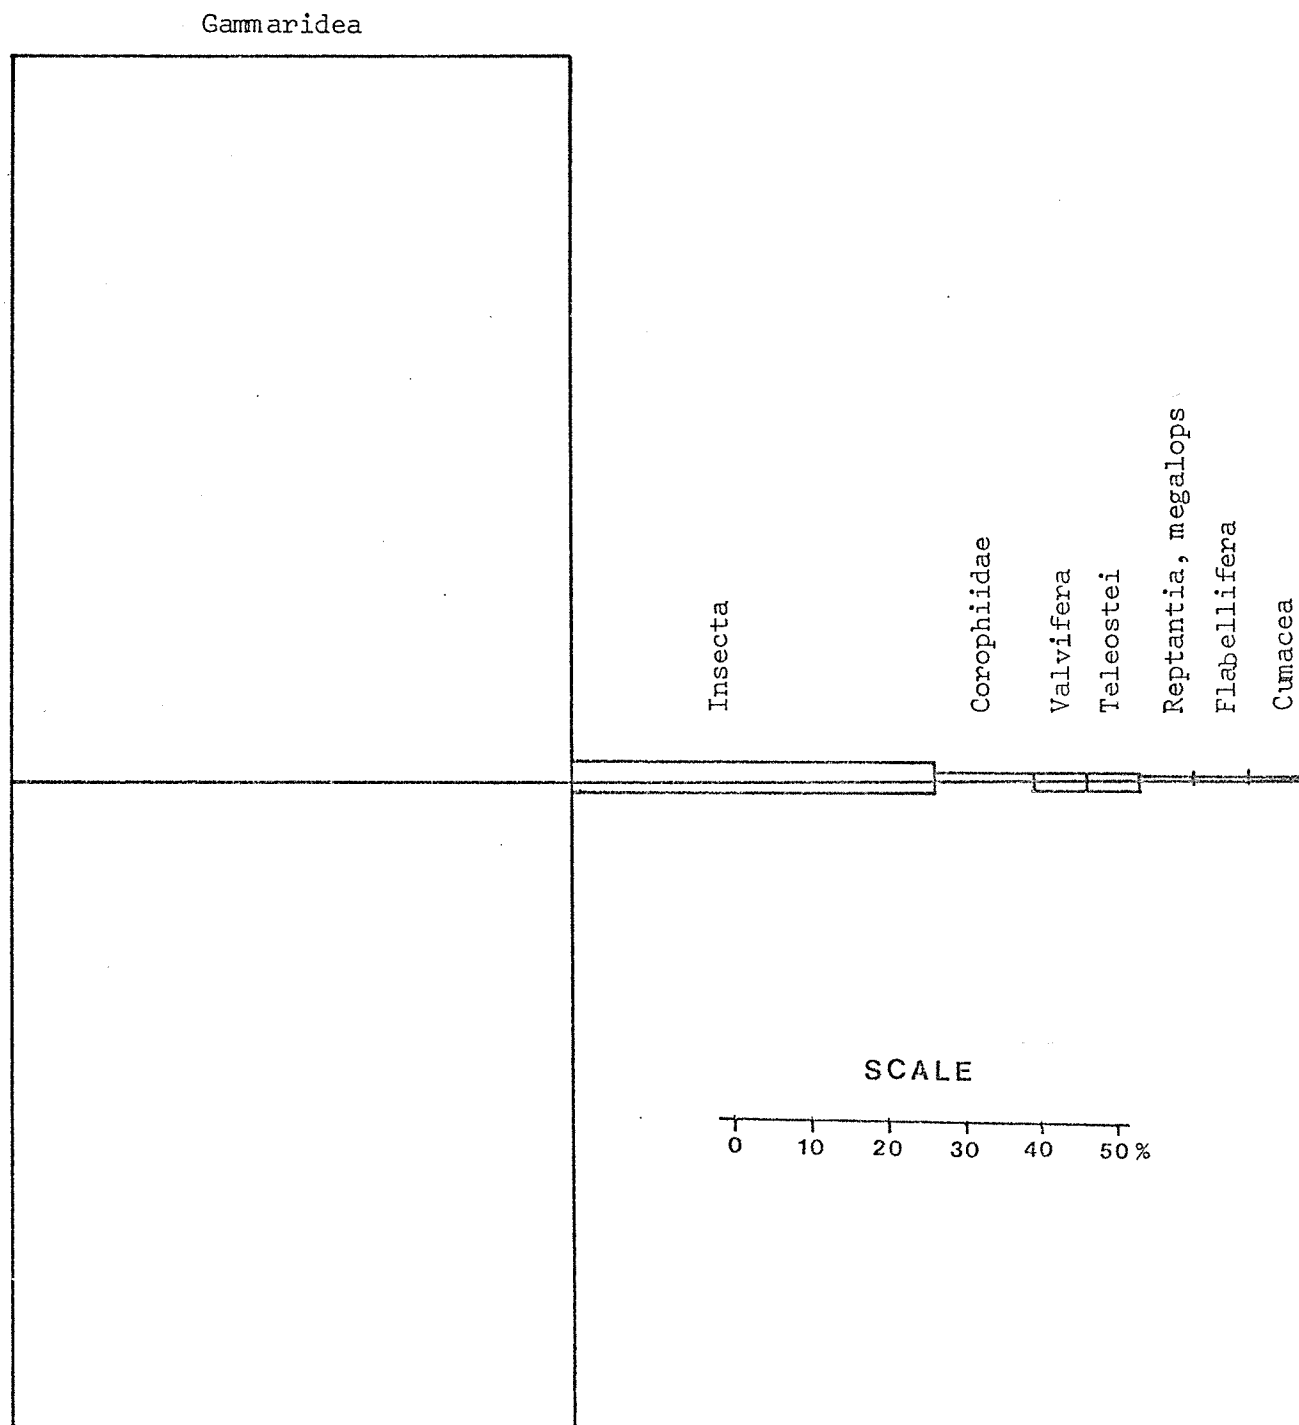 Gammaridea
Insecta
Corophiidae
Valvifera
Teleostei
Reptantia, megalops
Flabellifera
Cumacea
SCALE
0 10 20 30 40 50 %